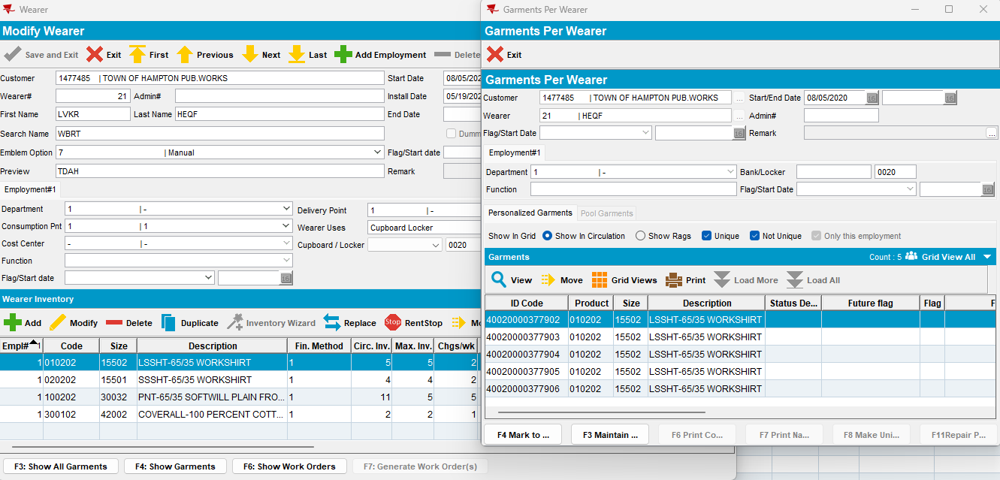 Wearer
Modify Wearer
Save and Exit Exit First Previous Next Last Add Employment Delete
Customer 1477485 | TOWN OF HAMPTON PUB.WORKS Start Date 08/05/202
Wearer# 21 Admin# Install Date 05/19/202
First Name LVKR Last Name HEQF End Date
Search Name WBRT Dumm
Emblem Option 7 | Manual Flag/Start date
Preview TDAH Remark
Employment#1
Department 1 | - Delivery Point 1 | -
Consumption Pnt 1 | 1 Wearer Uses Cupboard Locker
Cost Center - | - Cupboard / Locker 0020
Function
Flag/Start date 16
Wearer Inventory
Add Modify Delete Duplicate Inventory Wizard Replace Stop RentStop Mo
Empl# 1 Code Size Description Fin. Method Circ. Inv. Max. Inv. Chgs/wk
1 010202 15502 LSSHT-65/35 WORKSHIRT 1 5 5 2
1 020202 15501 SSSHT-65/35 WORKSHIRT 1 4 4 2
1 100202 30032 PNT-65/35 SOFTWILL PLAIN FRO... 1 11 5 5
1 300102 42002 COVERALL-100 PERCENT COTT... 1 2 2 1
F3: Show All Garments F4: Show Garments F6: Show Work Orders F7: Generate Work Order(s)
Garments Per Wearer
Garments Per Wearer
Exit
Garments Per Wearer
Customer 1477485 | TOWN OF HAMPTON PUB.WORKS ... Start/End Date 08/05/2020 16 16
Wearer 21 | HEQF ... Admin#
Flag/Start Date 16 Remark ...
Employment#1
Department 1 | - Bank/Locker 0020
Function Flag/Start Date 16
Personalized Garments Pool Garments
Show In Grid Show In Circulation Show Rags Unique Not Unique Only this employment
Garments Count : 5 Grid View All
View Move Grid Views Print Load More Load All
ID Code Product Size Description Status De... Future flag Flag F
40020000377902 010202 15502 LSSHT-65/35 WORKSHIRT
40020000377903 010202 15502 LSSHT-65/35 WORKSHIRT
40020000377904 010202 15502 LSSHT-65/35 WORKSHIRT
40020000377905 010202 15502 LSSHT-65/35 WORKSHIRT
40020000377906 010202 15502 LSSHT-65/35 WORKSHIRT
F4 Mark to ... F3 Maintain ... F6 Print Co... F7 Print Na... F8 Make Uni... F11Repair P...